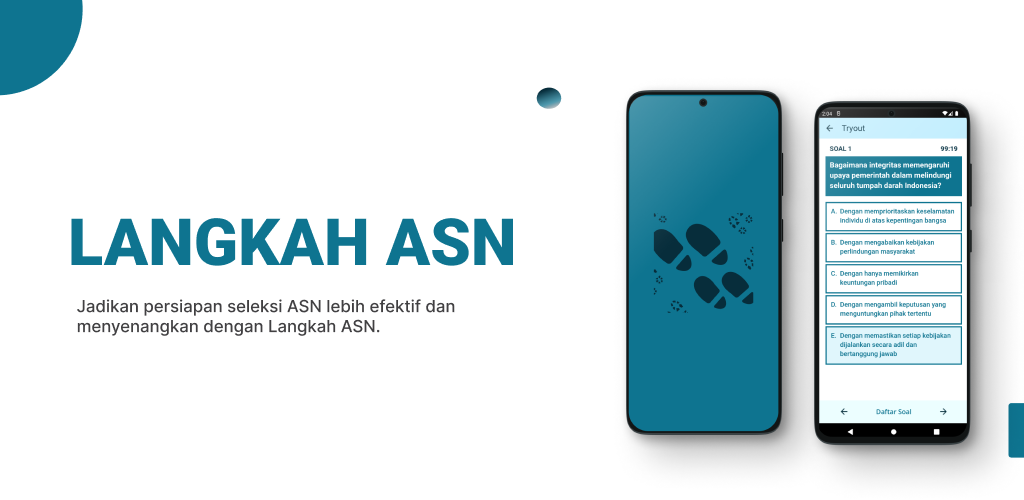 LANGKAH ASN
Jadikan persiapan seleksi ASN lebih efektif dan
menyenangkan dengan Langkah ASN.
2:04
Tryout
SOAL 1
99:19
Bagaimana integritas memengaruhi
upaya pemerintah dalam melindungi
seluruh tumpah darah Indonesia?
A. Dengan memprioritaskan keselamatan
individu di atas kepentingan bangsa
B. Dengan mengabaikan kebijakan
perlindungan masyarakat
C. Dengan hanya memikirkan
keuntungan pribadi
D. Dengan mengambil keputusan yang
menguntungkan pihak tertentu
E. Dengan memastikan setiap kebijakan
dijalankan secara adil dan
bertanggung jawab
Daftar Soal